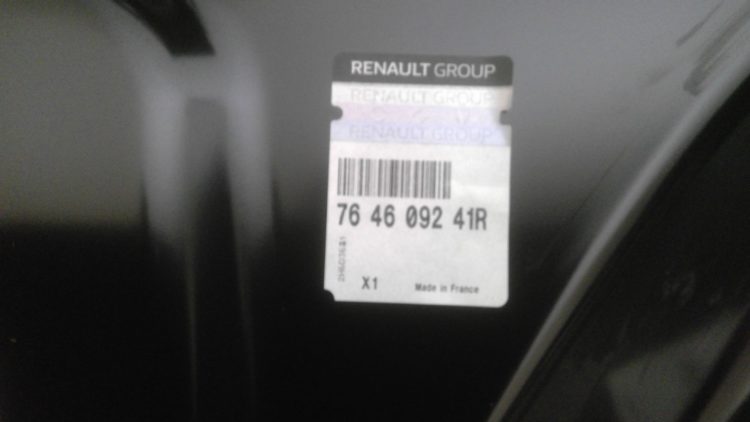 RENAULT GROUP
RENAULT GROUP
RENAULT GROUP
76 46 092 41R
X1
Made in France